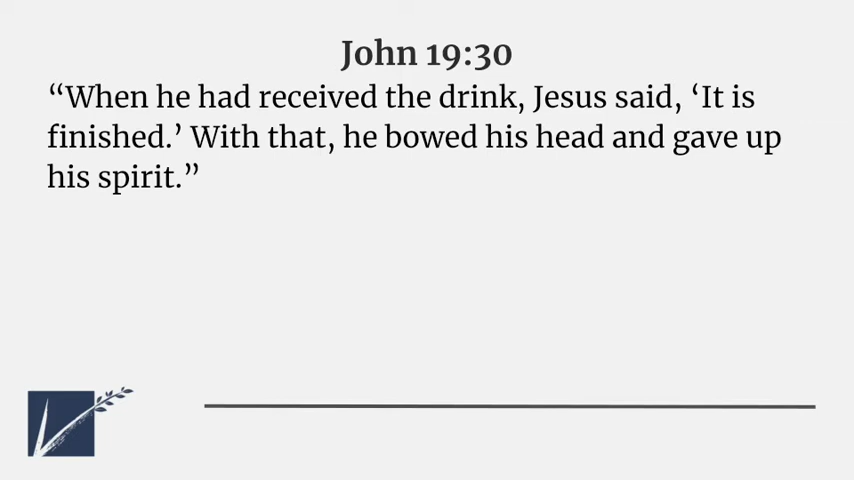 John 19:30
“When he had received the drink, Jesus said, ‘It is
finished.’ With that, he bowed his head and gave up
his spirit.”